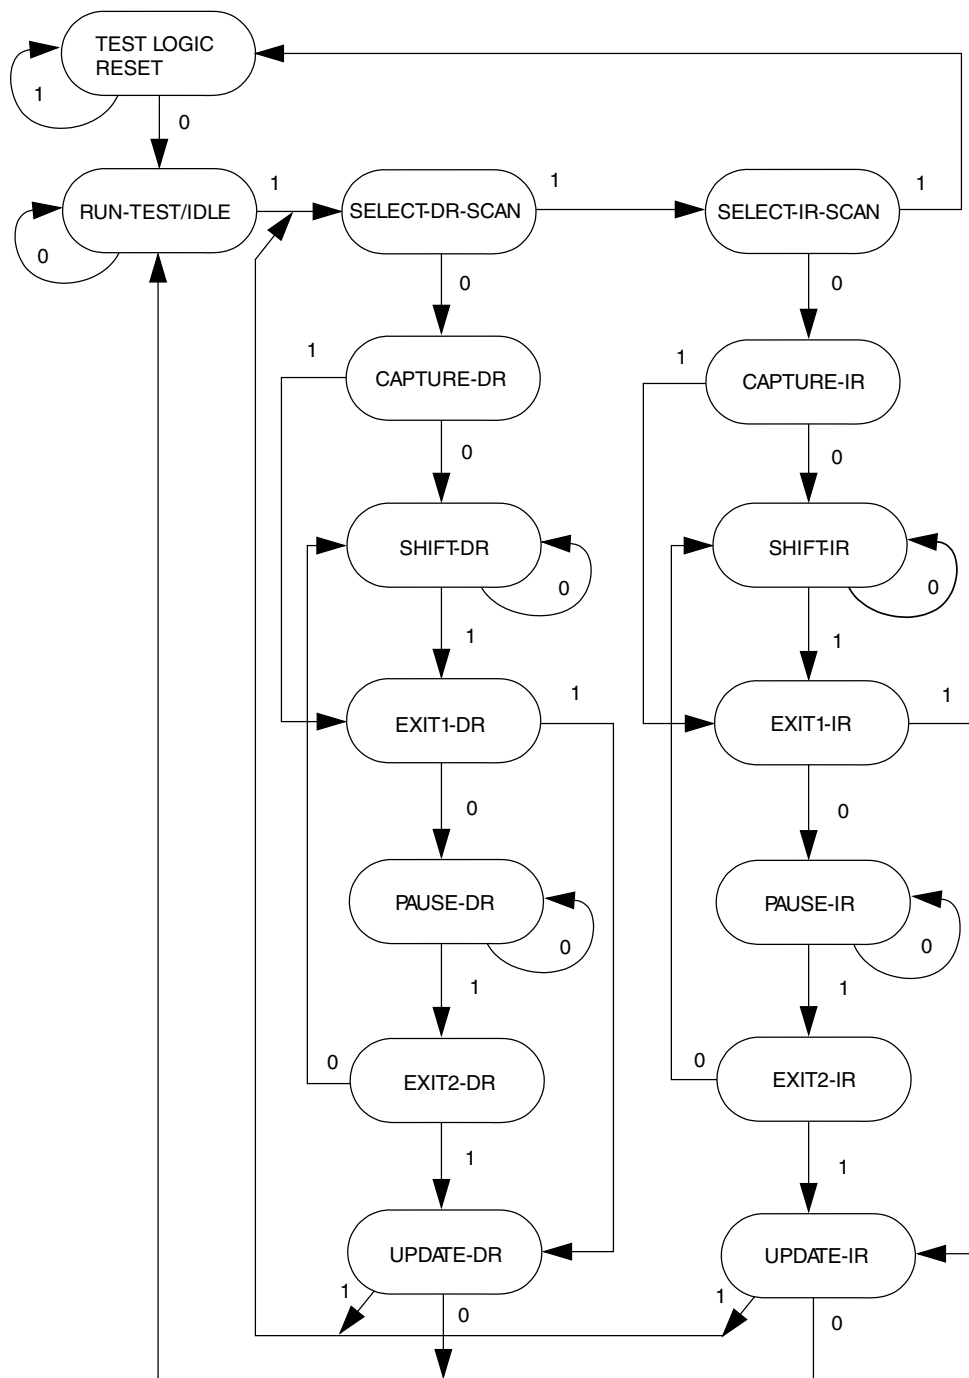 TEST LOGIC
RESET
1
0
RUN-TEST/IDLE
1
0
SELECT-DR-SCAN
1
SELECT-IR-SCAN
1
0
0
1
CAPTURE-DR
1
CAPTURE-IR
0
0
SHIFT-DR
0
SHIFT-IR
0
1
1
EXIT1-DR
1
EXIT1-IR
1
0
0
PAUSE-DR
0
PAUSE-IR
0
1
1
0
EXIT2-DR
0
EXIT2-IR
1
1
UPDATE-DR
UPDATE-IR
1
0
1
0